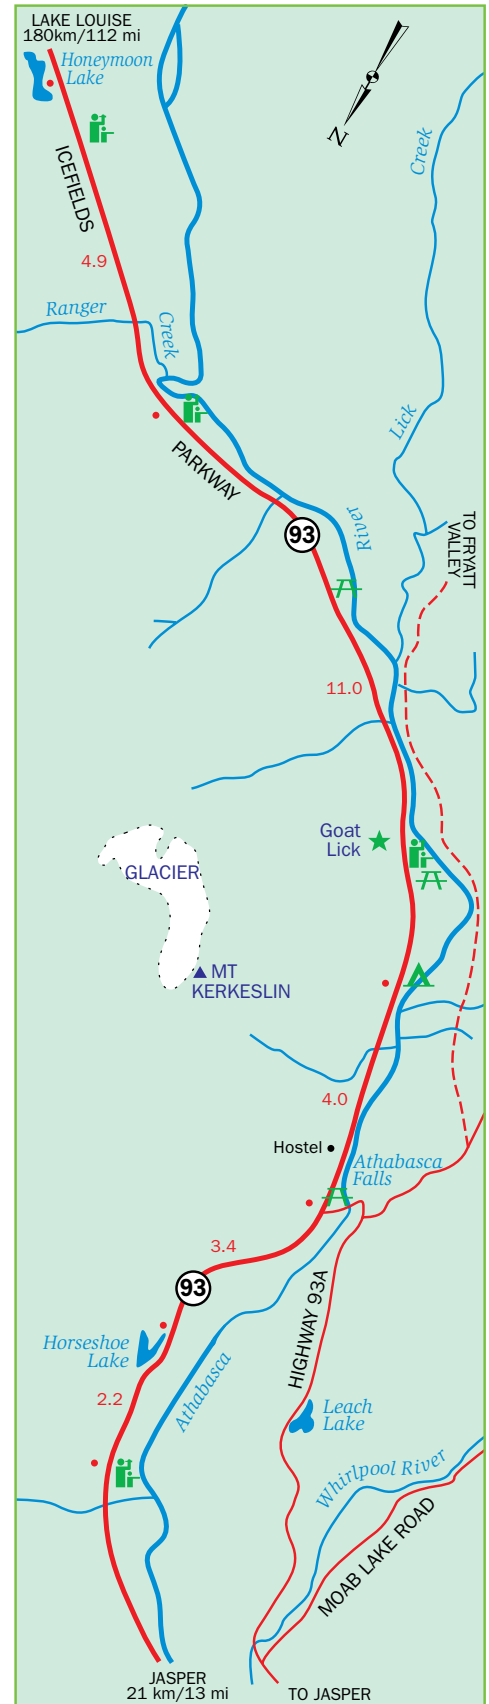 LAKE LOUISE
180km/112 mi
Honeymoon
Lake
N
Creek
ICEFIELDS
4.9
Ranger
Creek
Lick
PARKWAY
River
93
TO FRYATT
VALLEY
11.0
Goat
Lick
GLACIER
MT
KERKESLIN
4.0
Hostel
Athabasca
Falls
3.4
93
HIGHWAY 93A
Horseshoe
Lake
Athabasca
2.2
Leach
Lake
Whirlpool River
MOAB LAKE ROAD
JASPER
21 km/13 mi
TO JASPER